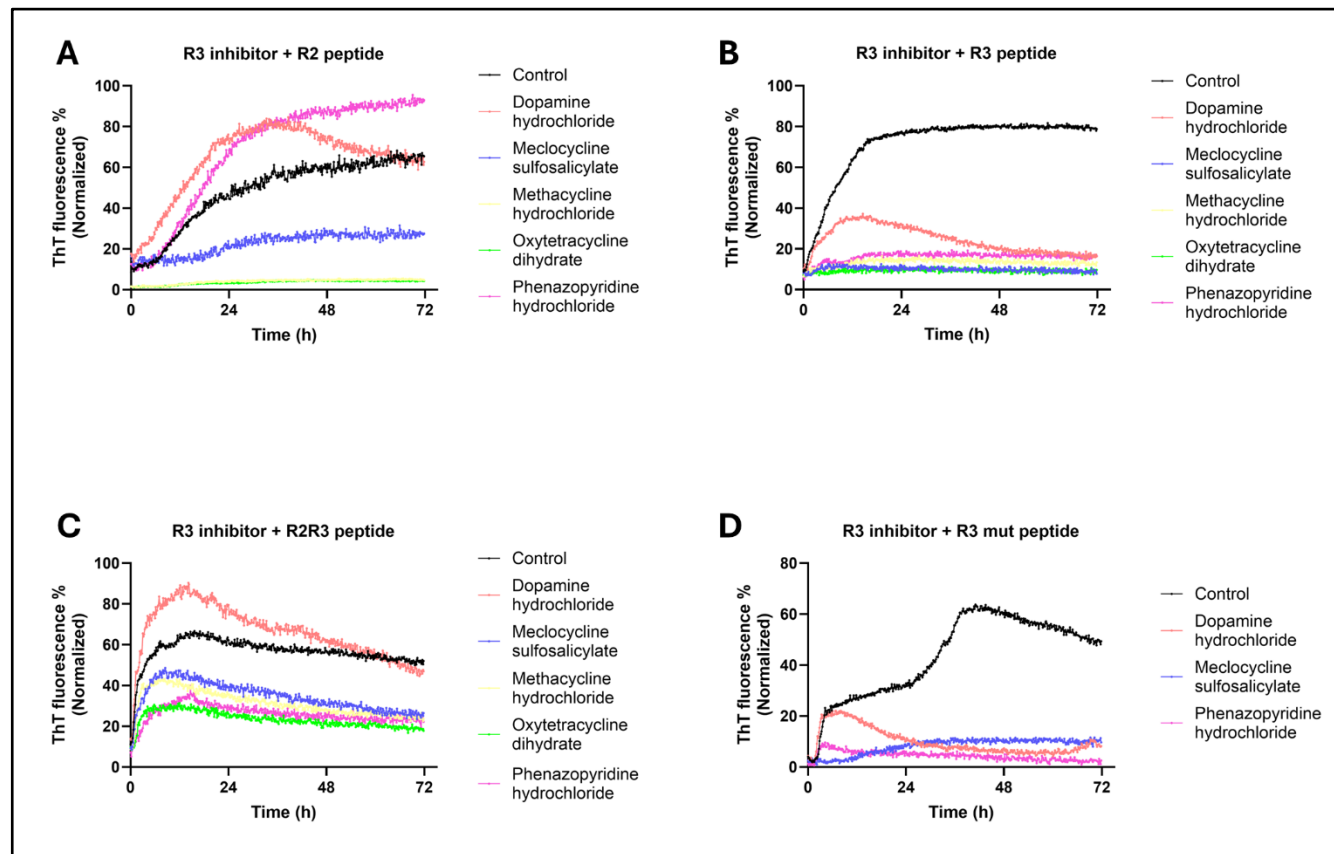 A
R3 inhibitor + R2 peptide
ThT fluorescence %
(Normalized)
100
80
60
40
20
0
0
24
48
72
Time (h)
Control
Dopamine
hydrochloride
Meclocycline
sulfosalicylate
Methacycline
hydrochloride
Oxytetracycline
dihydrate
Phenazopyridine
hydrochloride
B
R3 inhibitor + R3 peptide
ThT fluorescence %
(Normalized)
100
80
60
40
20
0
0
24
48
72
Time (h)
Control
Dopamine
hydrochloride
Meclocycline
sulfosalicylate
Methacycline
hydrochloride
Oxytetracycline
dihydrate
Phenazopyridine
hydrochloride
C
R3 inhibitor + R2R3 peptide
ThT fluorescence %
(Normalized)
100
80
60
40
20
0
0
24
48
72
Time (h)
Control
Dopamine
hydrochloride
Meclocycline
sulfosalicylate
Methacycline
hydrochloride
Oxytetracycline
dihydrate
Phenazopyridine
hydrochloride
D
R3 inhibitor + R3 mut peptide
ThT fluorescence %
(Normalized)
80
60
40
20
0
0
24
48
72
Time (h)
Control
Dopamine
hydrochloride
Meclocycline
sulfosalicylate
Phenazopyridine
hydrochloride